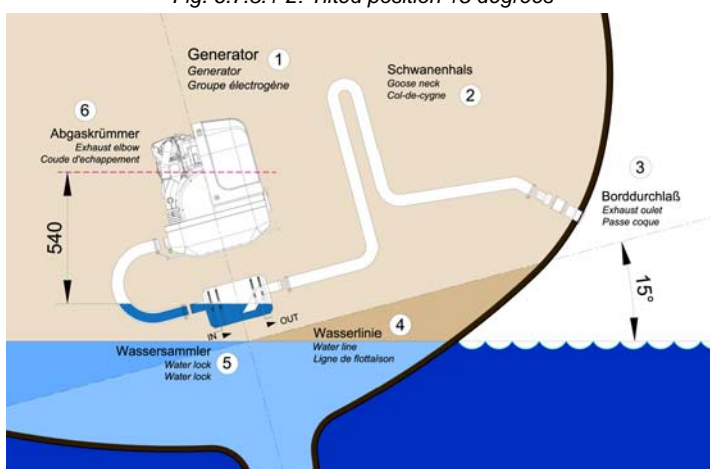 Fig. 5.7.3.1-2: Tilted position 15 degrees
Generator 1
Generator
Groupe électrogène
Schwanenhals
Goose neck 2
Col-de-cygne
6
Abgaskrümmer
Exhaust elbow
Coude d'echappement
3
Borddurchlaß
Exhaust oulet
Passe coque
540
15°
IN OUT
Wasserlinie 4
Water line
Ligne de flottaison
Wassersammler
Water lock 5
Water lock